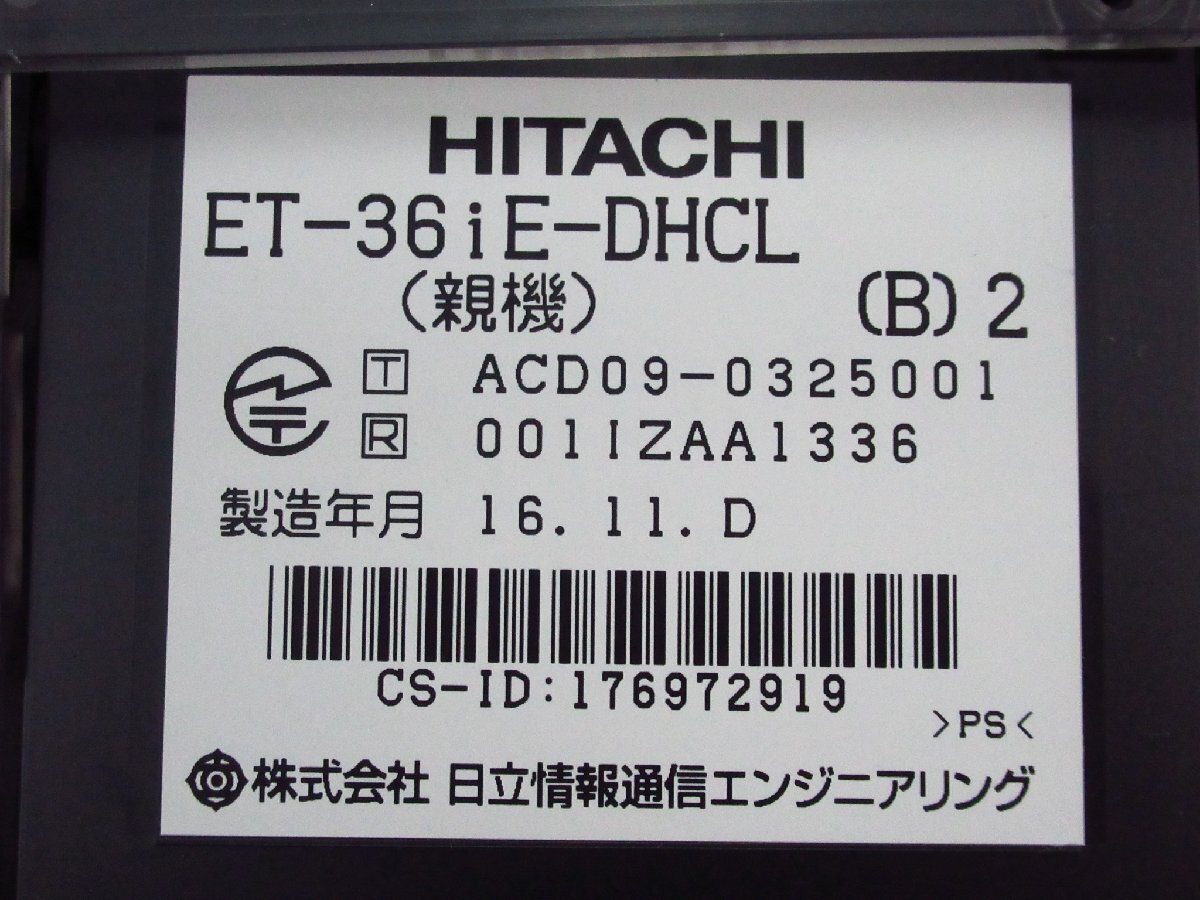 HITACHI
ET-36iE-DHCL
(親機) (B)2
T ACD09-0325001
R 001IZAA1336
製造年月 16.11.D
CS-ID:176972919
>PS<
株式会社 日立情報通信エンジニアリング